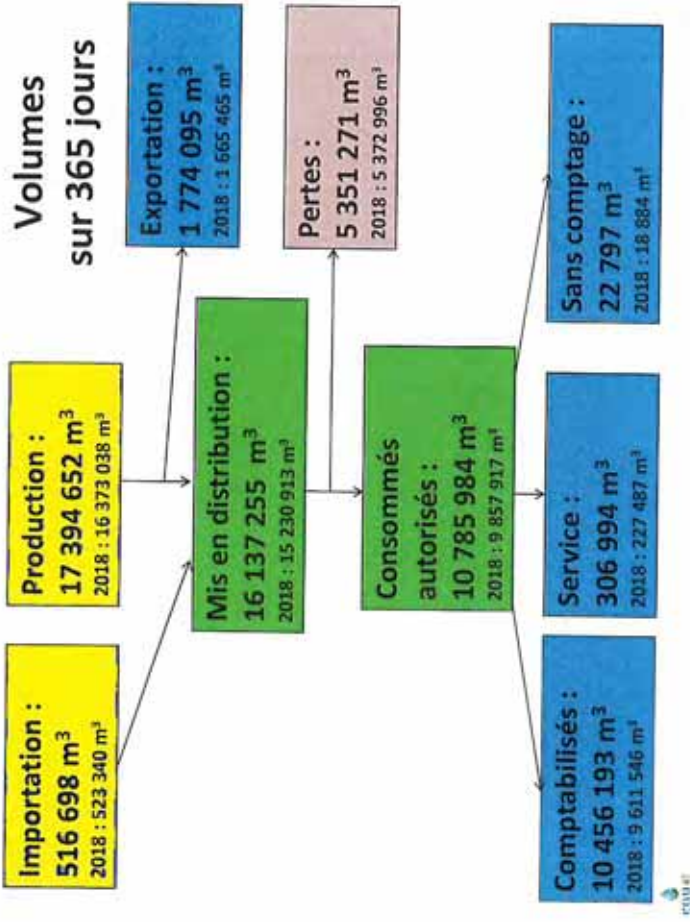 Volumes
sur 365 jours
Importation :
516 698 m³
2018 : 523 340 m³
Production :
17 394 652 m³
2018 : 16 373 038 m³
Exportation :
1 774 095 m³
2018 : 1 665 465 m³
Mis en distribution :
16 137 255 m³
2018 : 15 230 913 m³
Pertes :
5 351 271 m³
2018 : 5 372 996 m³
Consommés
autorisés :
10 785 984 m³
2018 : 9 857 917 m³
Comptabilisés :
10 456 193 m³
2018 : 9 611 546 m³
Service :
306 994 m³
2018 : 227 487 m³
Sans comptage :
22 797 m³
2018 : 18 884 m³